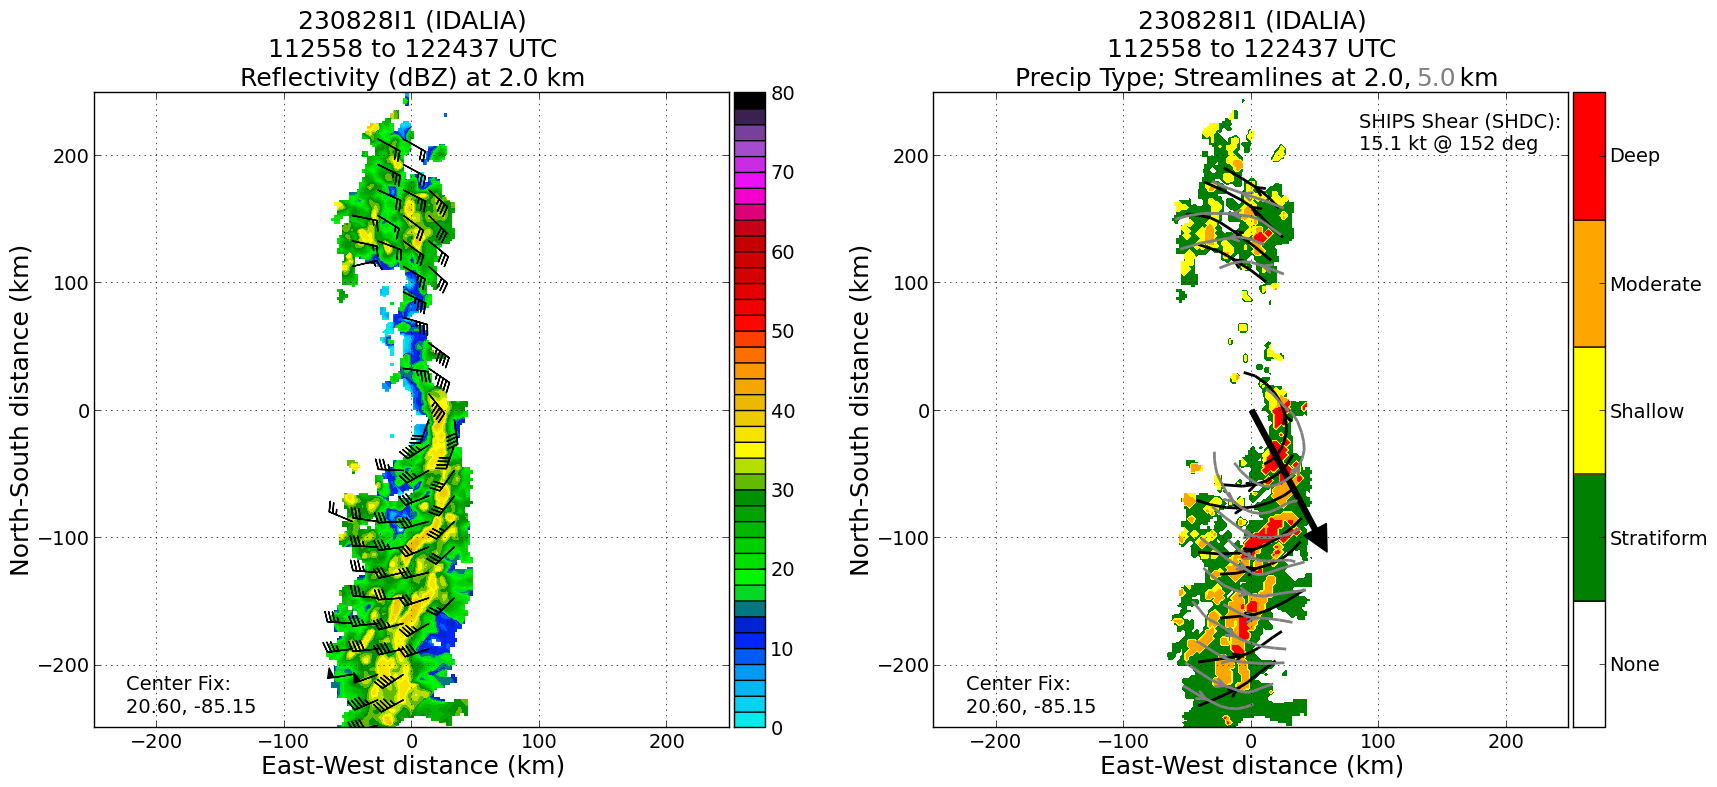 230828I1 (IDALIA)
112558 to 122437 UTC
Reflectivity (dBZ) at 2.0 km
North-South distance (km)
200
100
0
−100
−200
Center Fix:
20.60, -85.15
−200 −100 0 100 200
East-West distance (km)
80
70
60
50
40
30
20
10
0
230828I1 (IDALIA)
112558 to 122437 UTC
Precip Type; Streamlines at 2.0, 5.0 km
SHIPS Shear (SHDC):
15.1 kt @ 152 deg
North-South distance (km)
200
100
0
−100
−200
Center Fix:
20.60, -85.15
−200 −100 0 100 200
East-West distance (km)
Deep
Moderate
Shallow
Stratiform
None